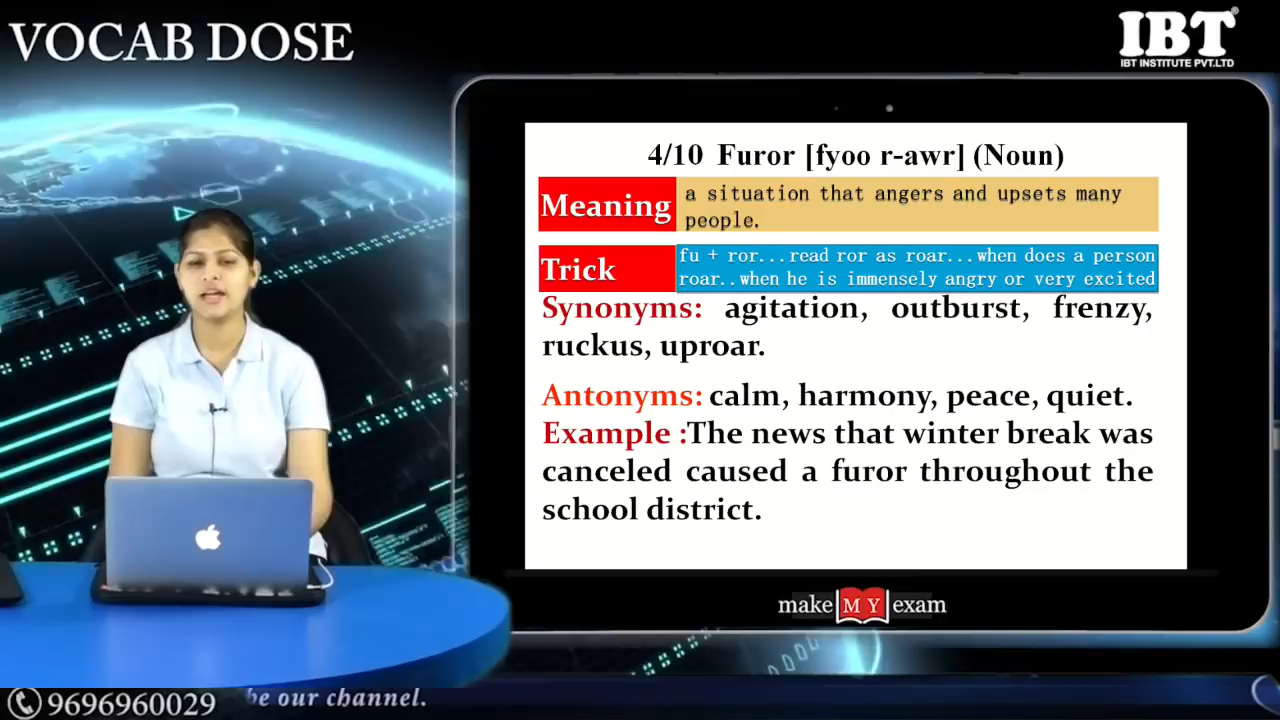 VOCAB DOSE
IBT®
IBT INSTITUTE PVT.LTD
4/10 Furor [fyoo r-awr] (Noun)
Meaning
a situation that angers and upsets many
people.
Trick
fu + ror...read ror as roar...when does a person
roar..when he is immensely angry or very excited
Synonyms: agitation, outburst, frenzy,
ruckus, uproar.
Antonyms: calm, harmony, peace, quiet.
Example :The news that winter break was
canceled caused a furor throughout the
school district.
make MY exam
9696960029
be our channel.